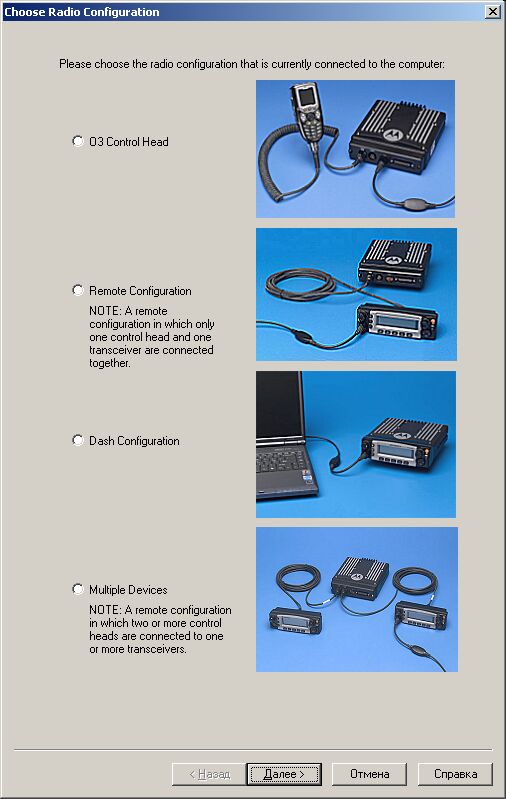 Choose Radio Configuration
Please choose the radio configuration that is currently connected to the computer:
O3 Control Head
Remote Configuration
NOTE: A remote
configuration in which only
one control head and one
transceiver are connected
together.
Dash Configuration
Multiple Devices
NOTE: A remote configuration
in which two or more control
heads are connected to one
or more transceivers.
< Назад
Далее >
Отмена
Справка